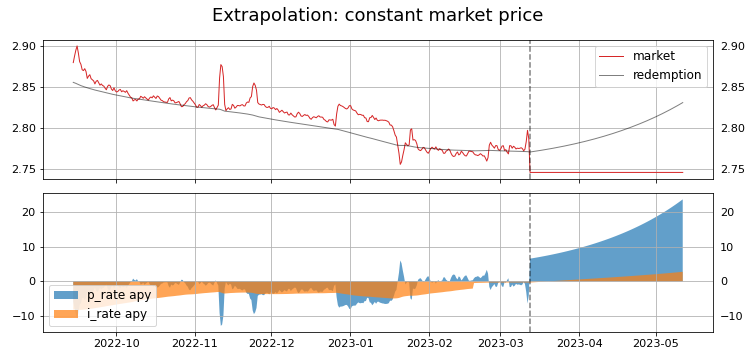 Extrapolation: constant market price
2.90 2.90
market
2.85 redemption 2.85
2.80 2.80
2.75 2.75
20 20
10 10
0 0
p_rate apy
−10 i_rate apy −10
2022-10 2022-11 2022-12 2023-01 2023-02 2023-03 2023-04 2023-05